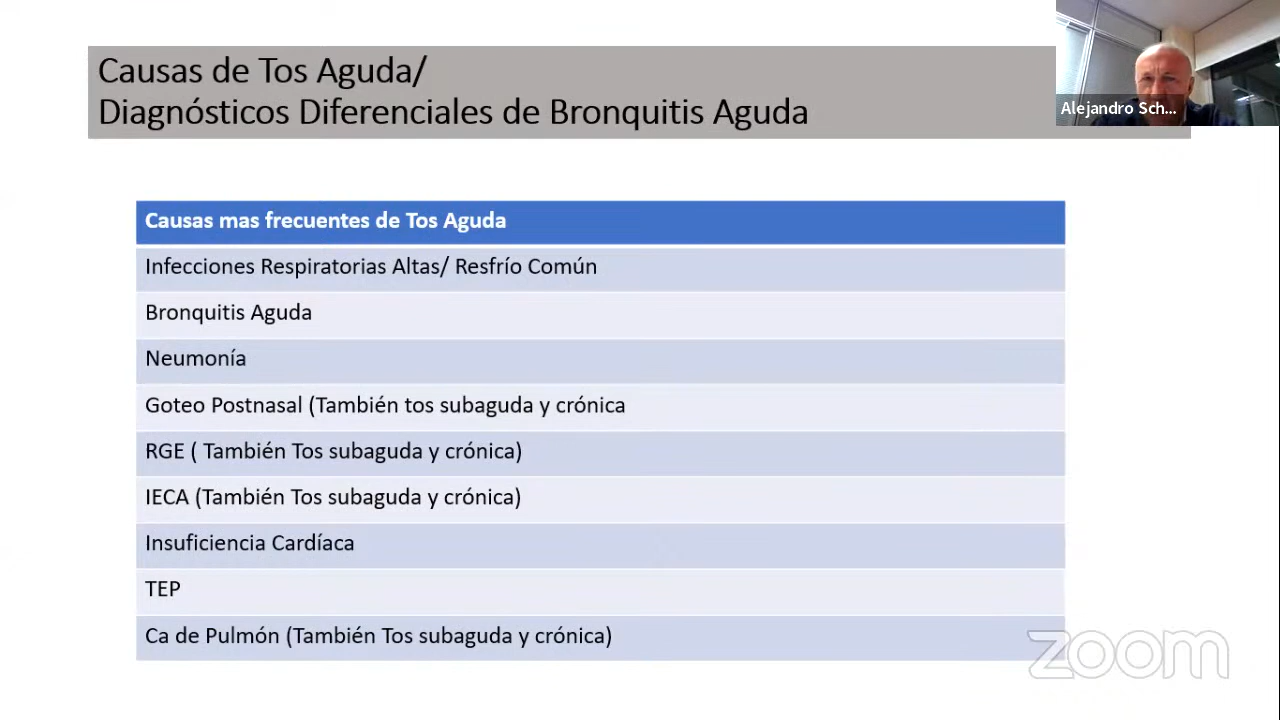 Causas de Tos Aguda/
Diagnósticos Diferenciales de Bronquitis Aguda
Alejandro Sch...
Causas mas frecuentes de Tos Aguda
Infecciones Respiratorias Altas/ Resfrío Común
Bronquitis Aguda
Neumonía
Goteo Postnasal (También tos subaguda y crónica
RGE ( También Tos subaguda y crónica)
IECA (También Tos subaguda y crónica)
Insuficiencia Cardíaca
TEP
Ca de Pulmón (También Tos subaguda y crónica)
zoom